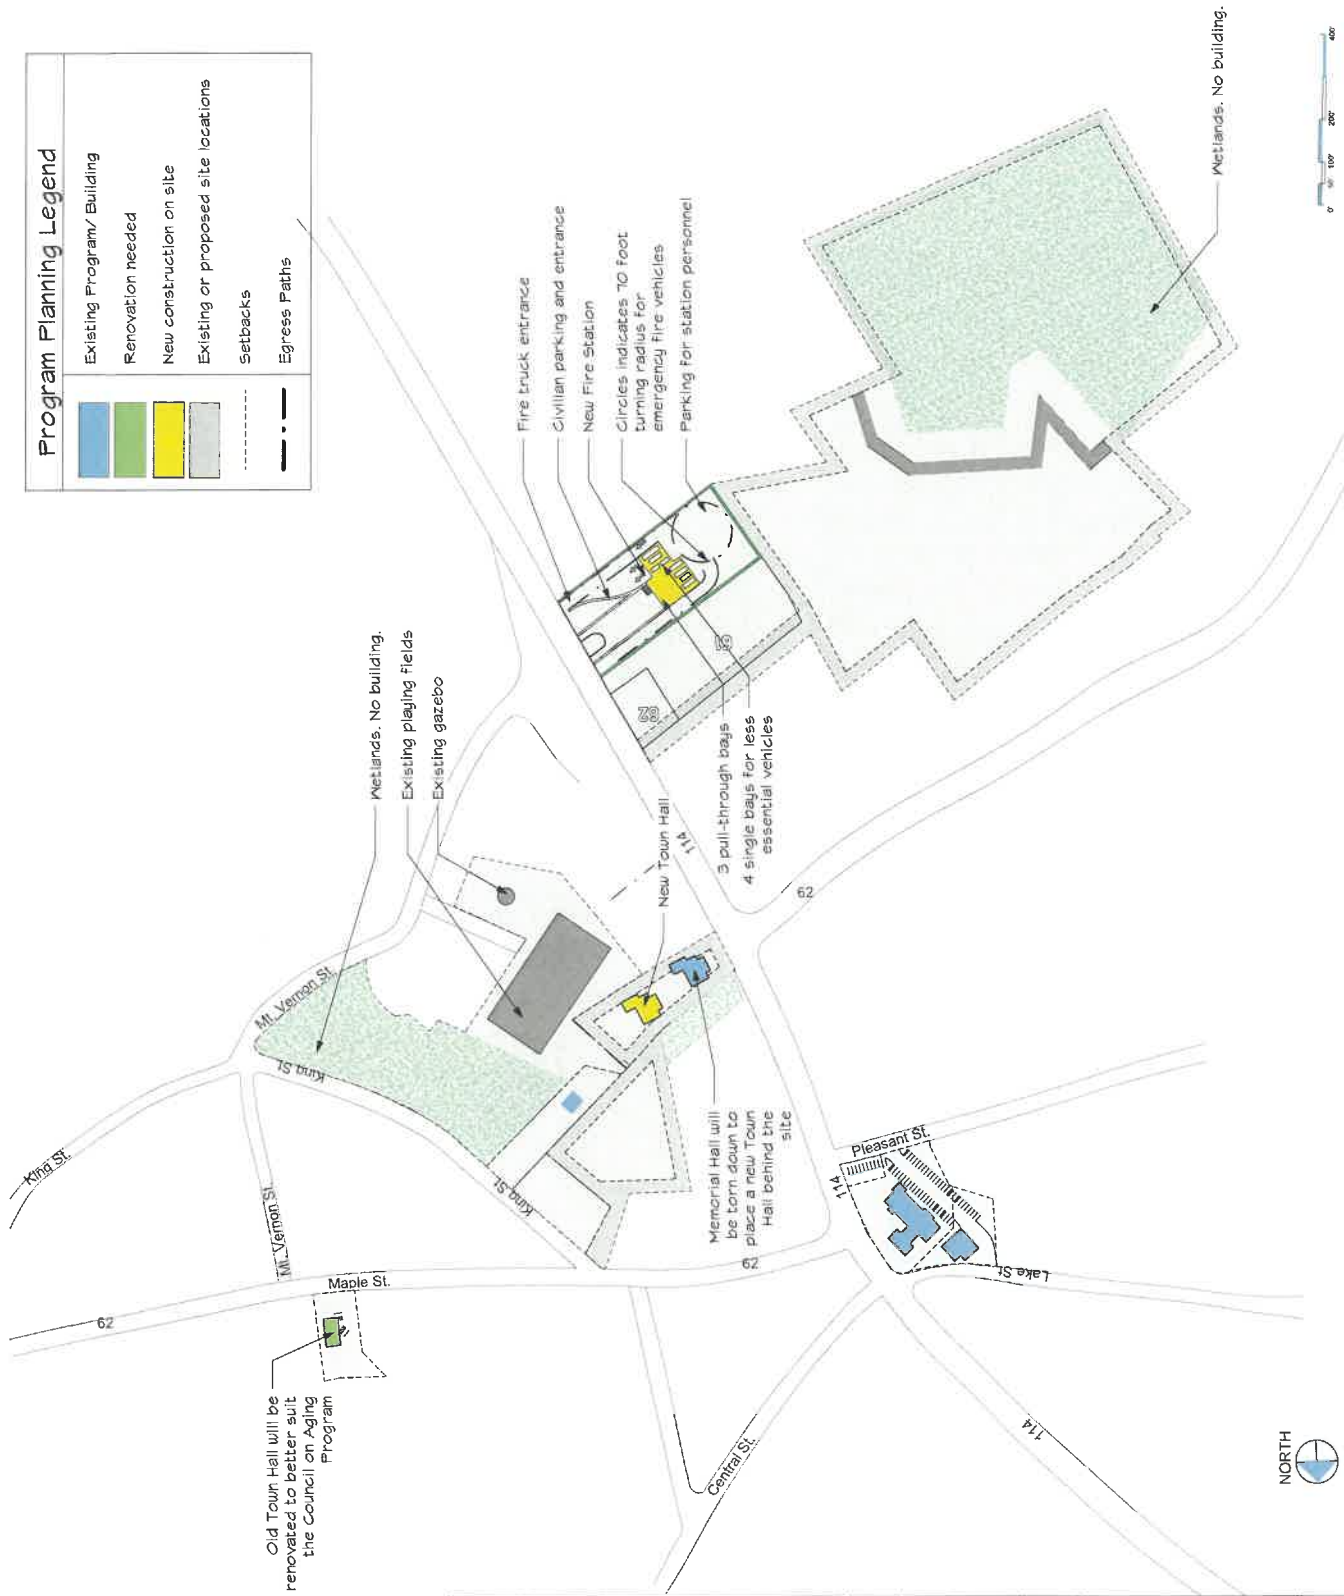 Program Planning Legend
Existing Program/ Building
Renovation needed
New construction on site
Existing or proposed site locations
Setbacks
Egress Paths
Fire truck entrance
Civilian parking and entrance
New Fire Station
Circles indicates 70 foot
turning radius for
emergency fire vehicles
Parking for station personnel
Wetlands. No building.
Wetlands. No building.
Existing playing fields
Existing gazebo
New Town Hall
3 pull-through bays
4 single bays for less
essential vehicles
Memorial Hall will
be torn down to
place a new Town
Hall behind the
site
Old Town Hall will be
renovated to better suit
the Council on Aging
Program
King St.
Mt. Vernon St.
Mt. Vernon St.
King St.
King St.
Maple St.
62
62
62
62
61
114
114
114
Pleasant St.
Lake St.
Central St.
NORTH
0' 50' 100' 200' 400'